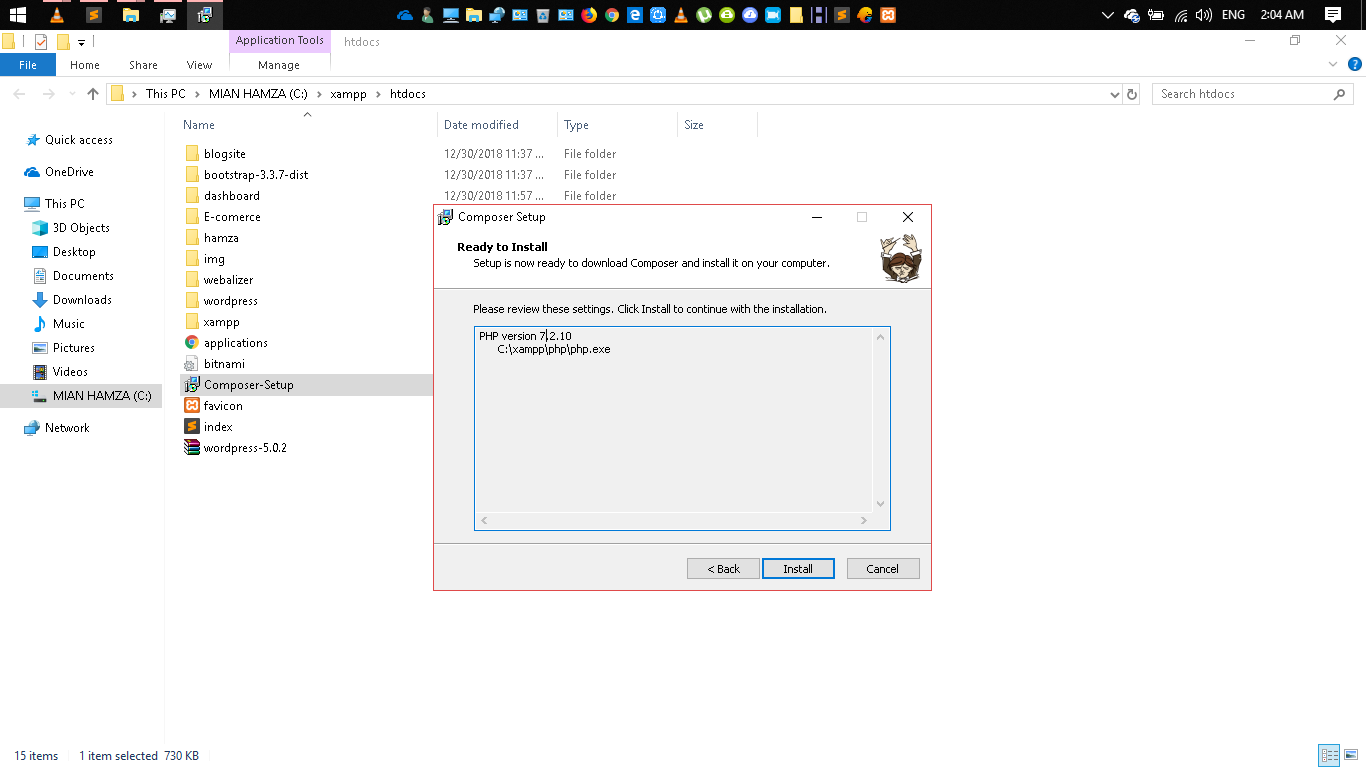 ENG 2:04 AM
Application Tools
htdocs
File Home Share View Manage
This PC MIAN HAMZA (C:) xampp htdocs
Search htdocs
Name Date modified Type Size
Quick access
OneDrive
This PC
3D Objects
Desktop
Documents
Downloads
Music
Pictures
Videos
MIAN HAMZA (C:)
Network
blogsite 12/30/2018 11:37 ... File folder
bootstrap-3.3.7-dist 12/30/2018 11:37 ... File folder
dashboard 12/30/2018 11:57 ... File folder
E-comerce
hamza
img
webalizer
wordpress
xampp
applications
bitnami
Composer-Setup
favicon
index
wordpress-5.0.2
Composer Setup
Ready to Install
Setup is now ready to download Composer and install it on your computer.
Please review these settings. Click Install to continue with the installation.
PHP version 7.2.10
C:\xampp\php\php.exe
< Back Install Cancel
15 items 1 item selected 730 KB